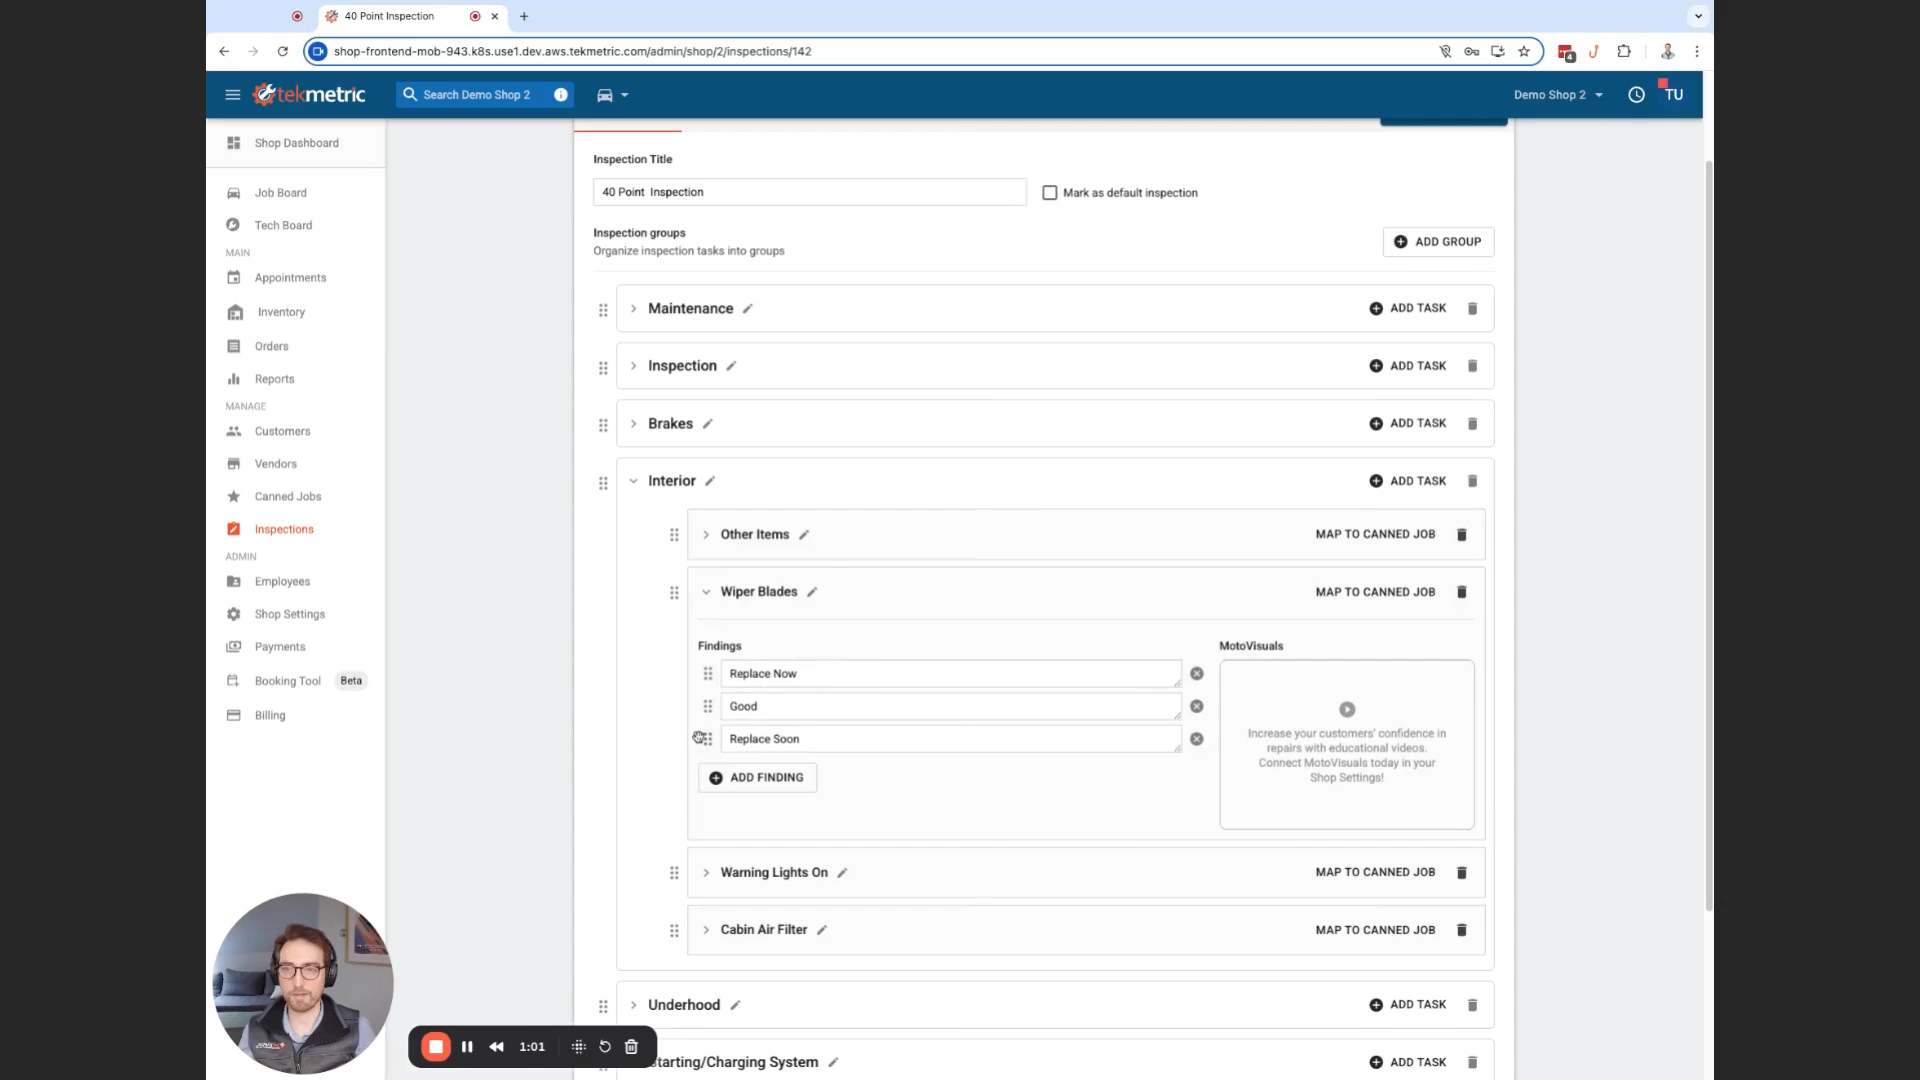 40 Point Inspection
shop-frontend-mob-943.k8s.use1.dev.aws.tekmetric.com/admin/shop/2/inspections/142
4
tekmetric
Search Demo Shop 2
Demo Shop 2
TU
Shop Dashboard
Job Board
Tech Board
MAIN
Appointments
Inventory
Orders
Reports
MANAGE
Customers
Vendors
Canned Jobs
Inspections
ADMIN
Employees
Shop Settings
Payments
Booking Tool Beta
Billing
Inspection Title
40 Point  Inspection
Mark as default inspection
Inspection groups
Organize inspection tasks into groups
ADD GROUP
Maintenance ADD TASK
Inspection ADD TASK
Brakes ADD TASK
Interior ADD TASK
Other Items MAP TO CANNED JOB
Wiper Blades MAP TO CANNED JOB
Findings
Replace Now
Good
Replace Soon
ADD FINDING
MotoVisuals
Increase your customers' confidence in
repairs with educational videos.
Connect MotoVisuals today in your
Shop Settings!
Warning Lights On MAP TO CANNED JOB
Cabin Air Filter MAP TO CANNED JOB
Underhood ADD TASK
Starting/Charging System ADD TASK
1:01